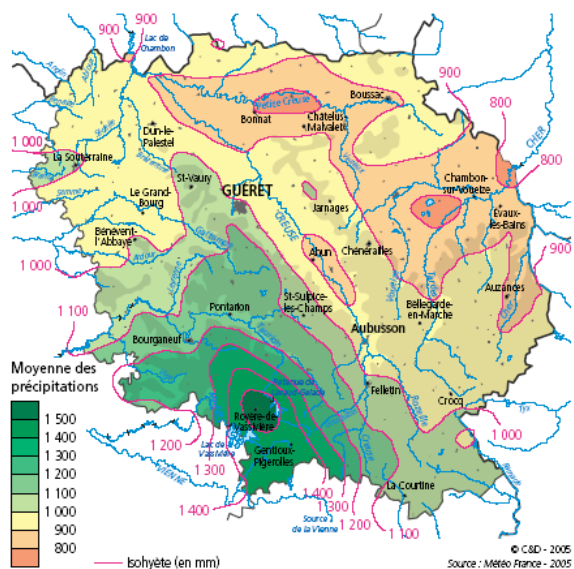 900
900
Lac de
Chambon
900
Boussac
Petite Creuse
Bonnat
Châtelus-
Malvaleix
800
CHER
800
Dun-le-
Palestel
1 000
La Souterraine
St-Vaury
GUÉRET
Chambon-
sur-Voueize
Le Grand-
Bourg
CREUSE
Jarnages
Évaux-
les-Bains
Bénévent-
l'Abbaye
Gartempe
Chénérailles
Ahun
900
1 000
Ardour
Auzances
St-Sulpice-
les-Champs
Bellegarde-
en-Marche
1 100
Pontarion
Bourganeuf
Aubusson
Felletin
Crocq
1 000
Royère-de-
Vassivière
Lac de
Vassivière
Gentioux-
Pigerolles
1 200
1 300
1 400
VIENNE
La Courtine
1 400
1 300
1 200
1 100
Source
de la Vienne
Moyenne des
précipitations
1 500
1 400
1 300
1 200
1 100
1 000
900
800
Isohyète (en mm)
© C&D - 2005
Source : Météo France - 2005